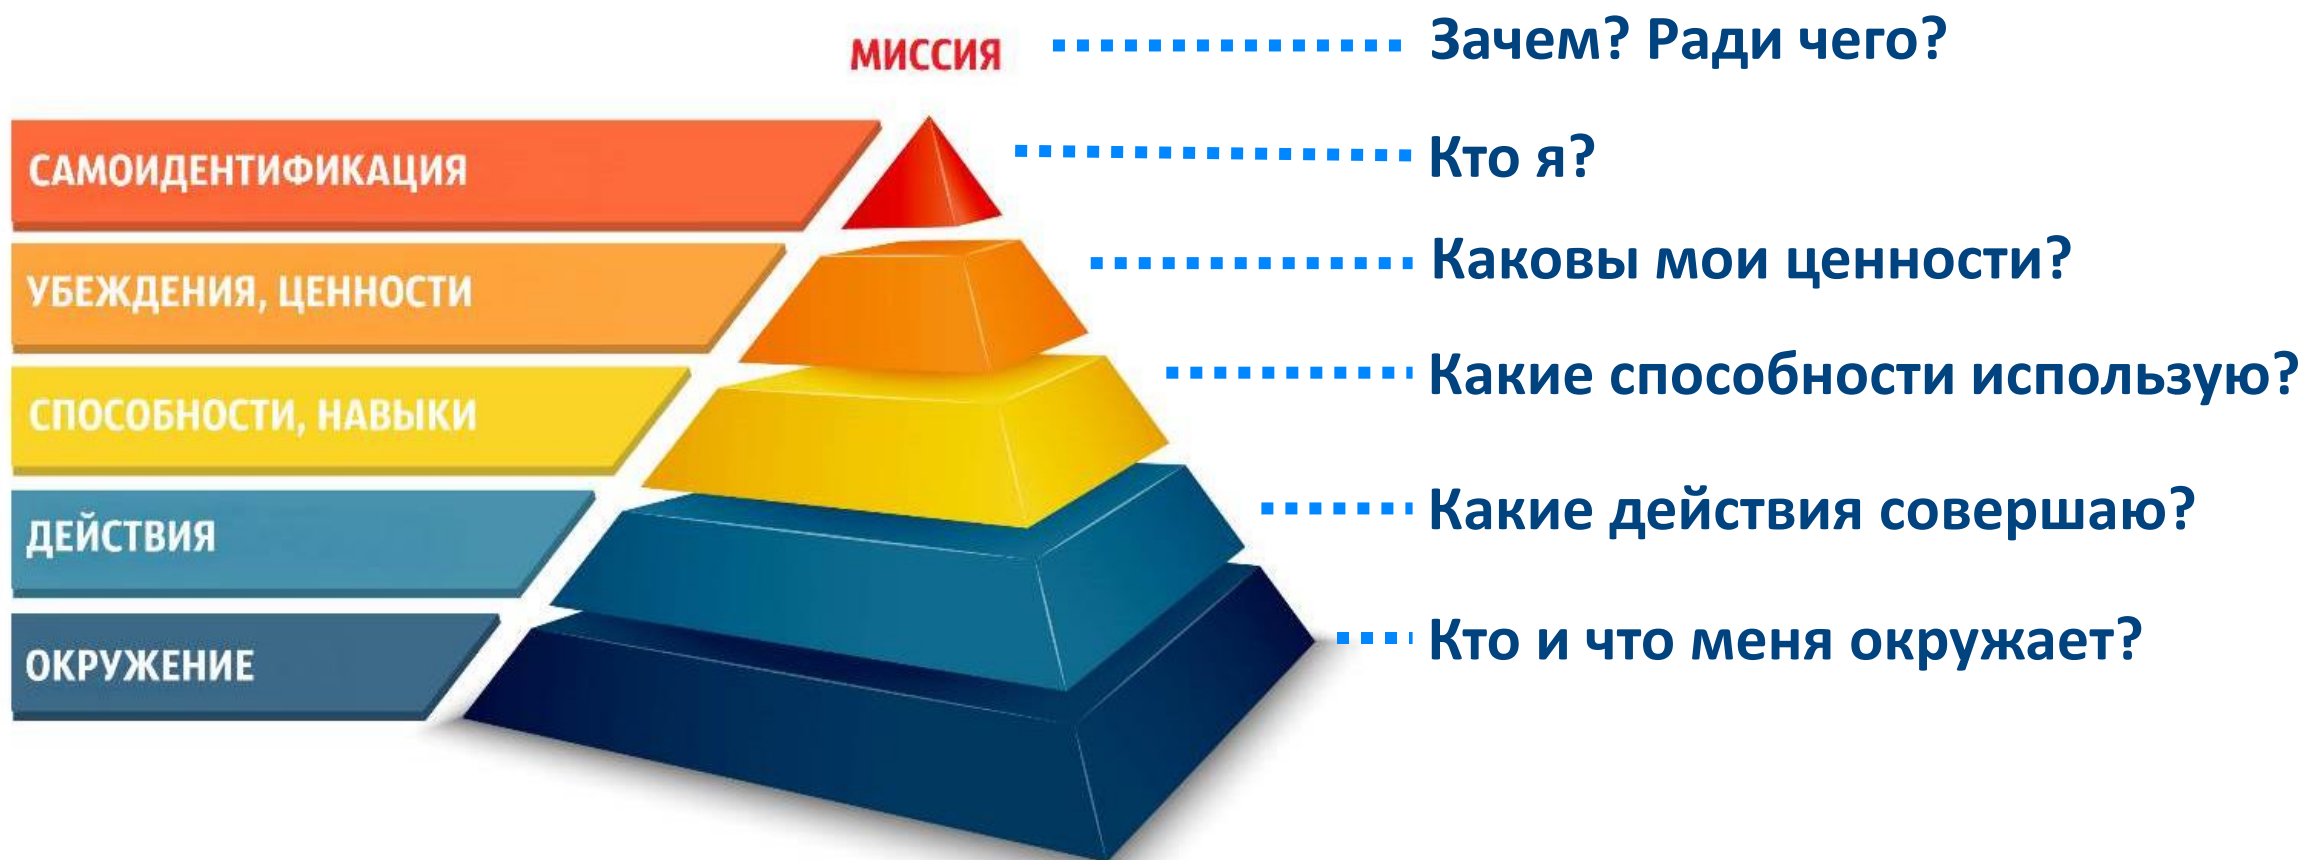 МИССИЯ
Зачем? Ради чего?
САМОИДЕНТИФИКАЦИЯ
Кто я?
УБЕЖДЕНИЯ, ЦЕННОСТИ
Каковы мои ценности?
СПОСОБНОСТИ, НАВЫКИ
Какие способности использую?
ДЕЙСТВИЯ
Какие действия совершаю?
ОКРУЖЕНИЕ
Кто и что меня окружает?